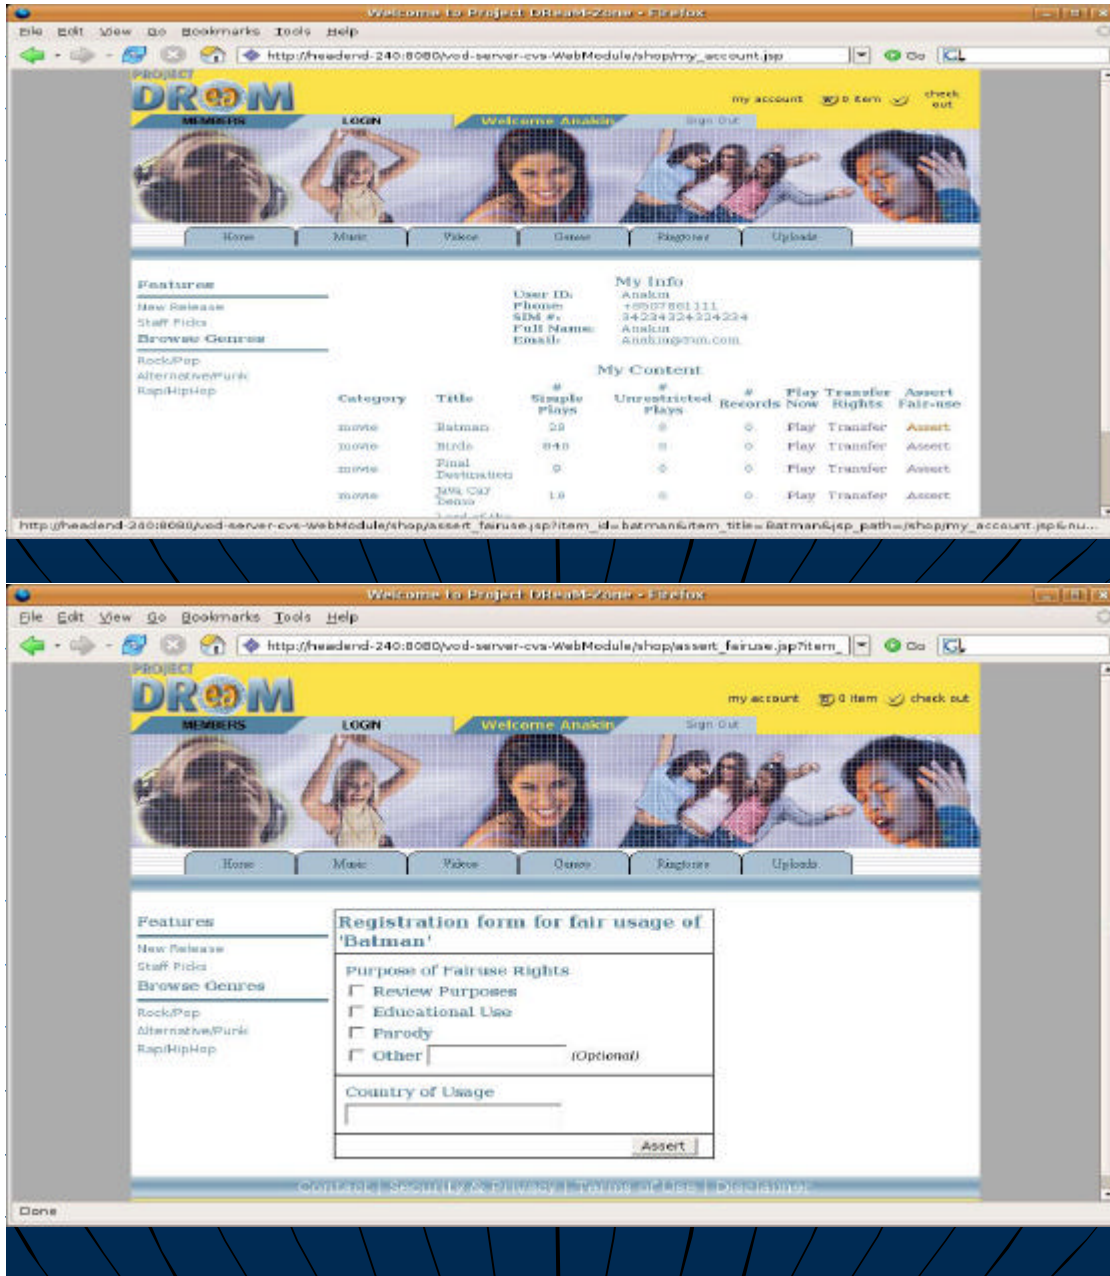 Welcome to Project DReaM-Zone - Firefox
File Edit View Go Bookmarks Tools Help
http://headend-240:8080/vod-server-cvs-WebModule/shop/my_account.jsp Go
PROJECT
DREAM
my account 0 item check out
MEMBERS LOGIN Welcome Anakin Sign Out
Home Music Videos Games Ringtones Uploads
Features
New Release
Staff Picks
Browse Genres
Rock/Pop
Alternative/Punk
Rap/HipHop
My Info
User ID: Anakin
Phone:
SIM #: 34234324324234
Full Name: Anakin
Email:
My Content
Category Title # Simple Plays # Unrestricted Plays # Records Play Now Transfer Rights Assert Fair-use
movie Batman 28 0 0 Play Transfer Assert
movie Birds 0 0 Play Transfer Assert
movie Final Destination 0 0 0 Play Transfer Assert
movie Java Car Demo 18 0 0 Play Transfer Assert
Lord of the
http://headend-240:8080/vod-server-cvs-WebModule/shop/assert_fairuse.jsp?item_id=batman&item_title=Batman&jsp_path=/shop/my_account.jsp&nu...
Welcome to Project DReaM-Zone - Firefox
File Edit View Go Bookmarks Tools Help
http://headend-240:8080/vod-server-cvs-WebModule/shop/assert_fairuse.jsp?item_ Go
PROJECT
DREAM
my account 0 item check out
MEMBERS LOGIN Welcome Anakin Sign Out
Home Music Videos Games Ringtones Uploads
Features
New Release
Staff Picks
Browse Genres
Rock/Pop
Alternative/Punk
Rap/HipHop
Registration form for fair usage of
'Batman'
Purpose of Fairuse Rights
Review Purposes
Educational Use
Parody
Other (Optional)
Country of Usage
Assert
Contact | Security & Privacy | Terms of Use | Disclaimer
Done